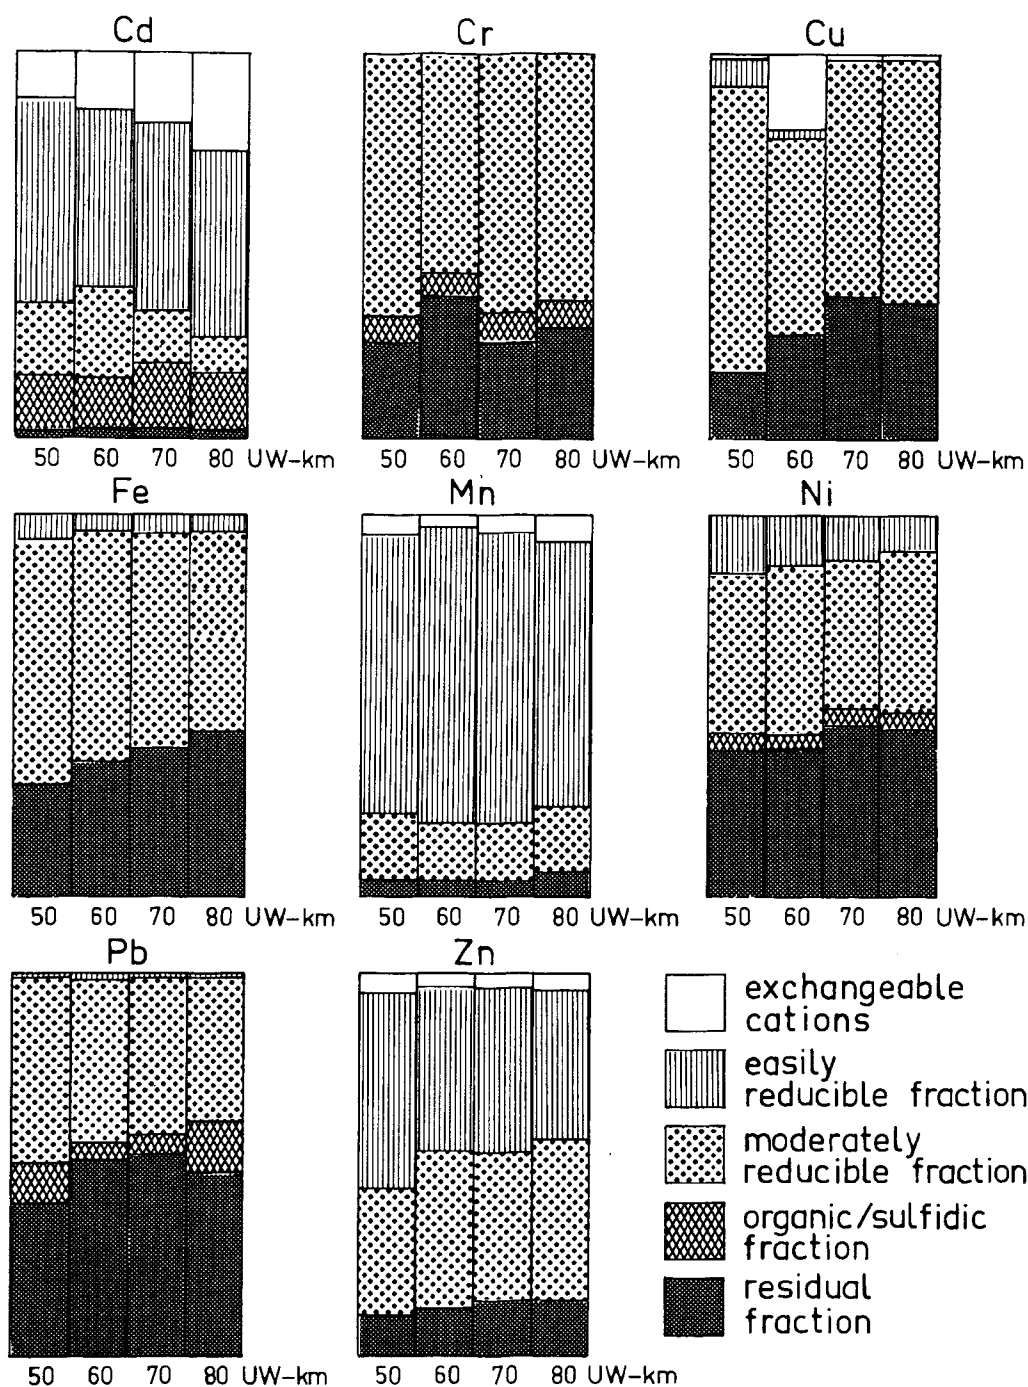 Cd
Cr
Cu
50 60 70 80 UW-km
50 60 70 80 UW-km
50 60 70 80 UW-km
Fe
Mn
Ni
50 60 70 80 UW-km
50 60 70 80 UW-km
50 60 70 80 UW-km
Pb
Zn
50 60 70 80 UW-km
50 60 70 80 UW-km
exchangeable
cations
easily
reducible fraction
moderately
reducible fraction
organic/sulfidic
fraction
residual
fraction